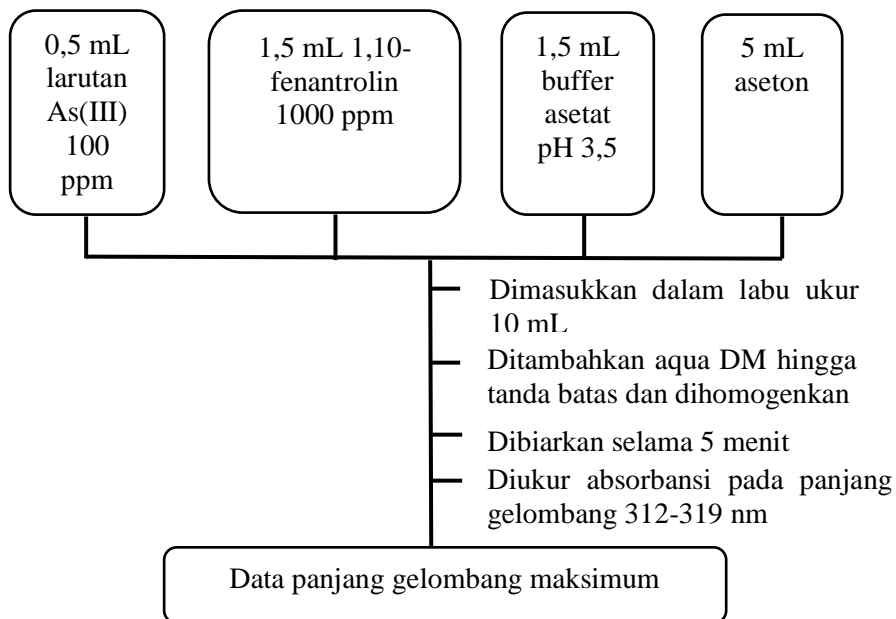 0,5 mL
larutan
As(III)
100
ppm
1,5 mL 1,10-
fenantrolin
1000 ppm
1,5 mL
buffer
asetat
pH 3,5
5 mL
aseton
Dimasukkan dalam labu ukur
10 mL
Ditambahkan aqua DM hingga
tanda batas dan dihomogenkan
Dibiarkan selama 5 menit
Diukur absorbansi pada panjang
gelombang 312-319 nm
Data panjang gelombang maksimum